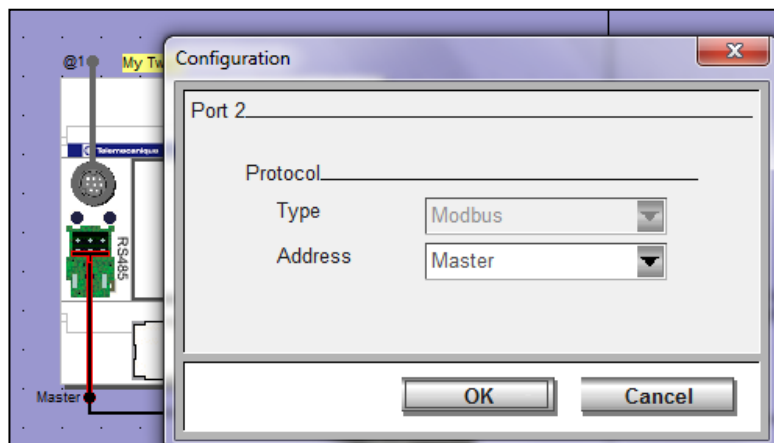 @1
My Tw
Configuration
Port 2
Telemecanique
Protocol
Type
Modbus
RS485
Address
Master
Master
OK
Cancel